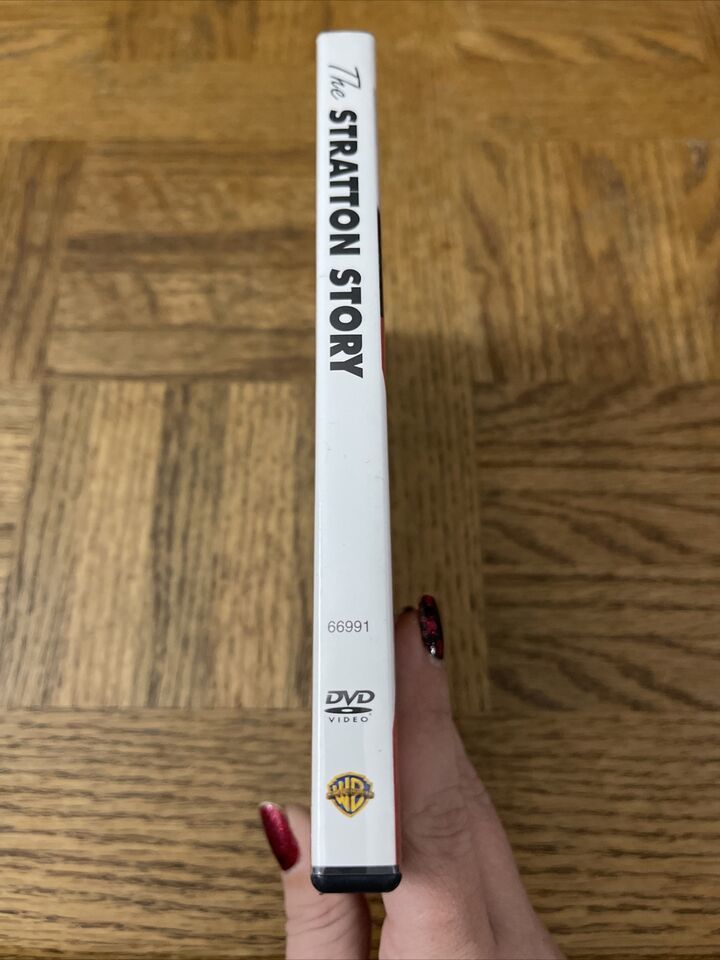 The STRATTON STORY
66991
DVD
VIDEO
WB